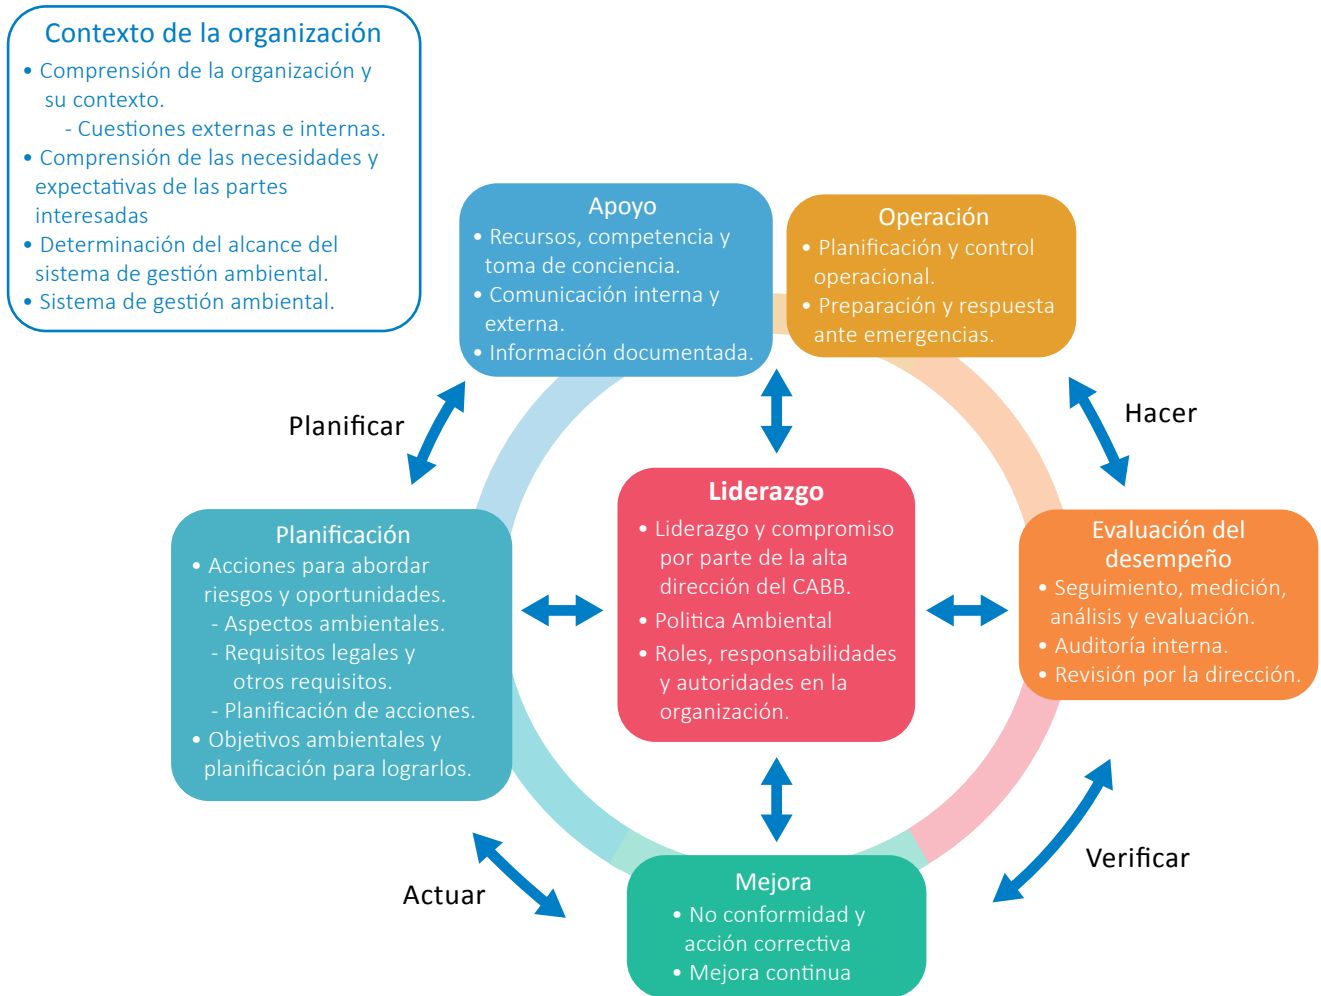 Contexto de la organización
• Comprensión de la organización y
su contexto.
- Cuestiones externas e internas.
• Comprensión de las necesidades y
expectativas de las partes
interesadas
• Determinación del alcance del
sistema de gestión ambiental.
• Sistema de gestión ambiental.
Apoyo
• Recursos, competencia y
toma de conciencia.
• Comunicación interna y
externa.
• Información documentada.
Operación
• Planificación y control
operacional.
• Preparación y respuesta
ante emergencias.
Planificar
Hacer
Liderazgo
• Liderazgo y compromiso
por parte de la alta
dirección del CABB.
• Politica Ambiental
• Roles, responsabilidades
y autoridades en la
organización.
Planificación
• Acciones para abordar
riesgos y oportunidades.
- Aspectos ambientales.
- Requisitos legales y
otros requisitos.
- Planificación de acciones.
• Objetivos ambientales y
planificación para lograrlos.
Evaluación del
desempeño
• Seguimiento, medición,
análisis y evaluación.
• Auditoría interna.
• Revisión por la dirección.
Actuar
Verificar
Mejora
• No conformidad y
acción correctiva
• Mejora continua